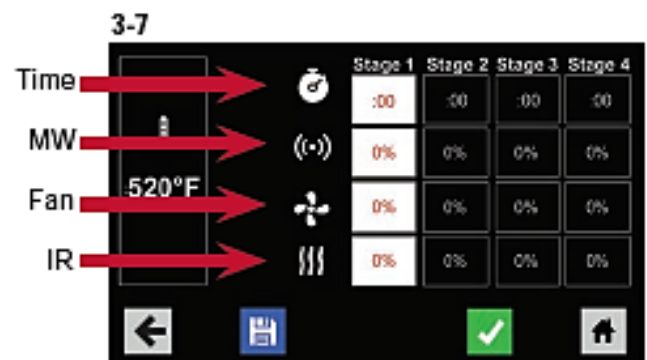 3-7
Stage 1 Stage 2 Stage 3 Stage 4
Time :00 :00 :00 :00
MW 0% 0% 0% 0%
520°F
Fan 0% 0% 0% 0%
IR 0% 0% 0% 0%